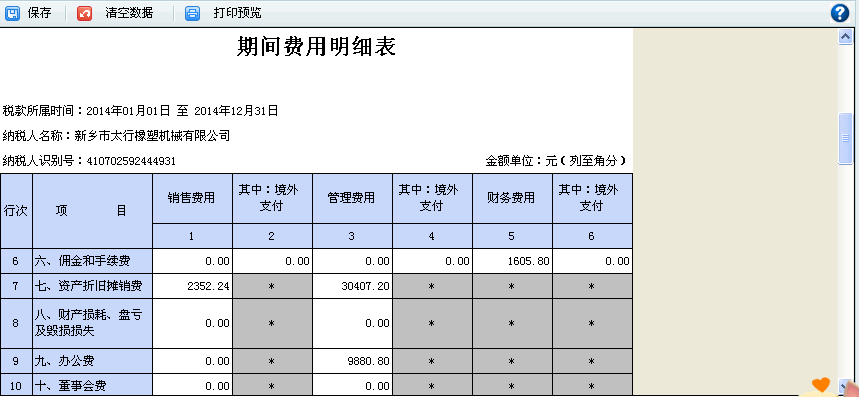 保存 清空数据 打印预览
期间费用明细表
税款所属时间：2014年01月01日 至 2014年12月31日
纳税人名称：新乡市太行橡塑机械有限公司
纳税人识别号：410702592444931 金额单位：元（列至角分）
行次 项 目 销售费用 其中：境外支付 管理费用 其中：境外支付 财务费用 其中：境外支付
1 2 3 4 5 6
6 六、佣金和手续费 0.00 0.00 0.00 0.00 1605.80 0.00
7 七、资产折旧摊销费 2352.24 * 30407.20 * * *
8 八、财产损耗、盘亏及毁损损失 0.00 * 0.00 * * *
9 九、办公费 0.00 * 9880.80 * * *
10 十、董事会费 0.00 * 0.00 * * *